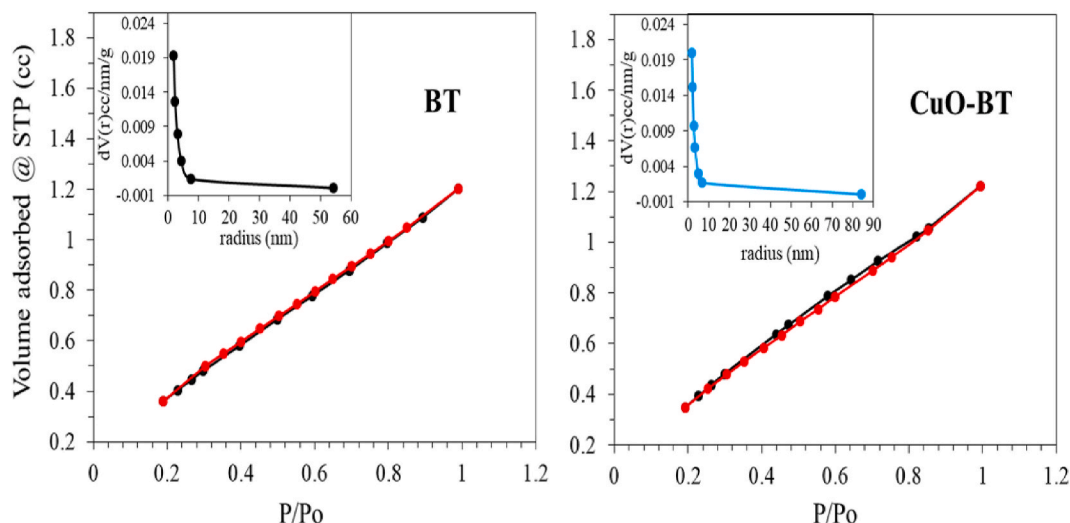 Volume adsorbed @ STP (cc)
1.8
1.6
1.4
1.2
1
0.8
0.6
0.4
0.2
0 0.2 0.4 0.6 0.8 1 1.2
P/Po
BT
dV(r)cc/nm/g
0.024
0.019
0.014
0.009
0.004
-0.001
0 10 20 30 40 50 60
radius (nm)
1.8
1.6
1.4
1.2
1
0.8
0.6
0.4
0.2
0 0.2 0.4 0.6 0.8 1 1.2
P/Po
CuO-BT
dV(r)cc/nm/g
0.024
0.019
0.014
0.009
0.004
-0.001
0 10 20 30 40 50 60 70 80 90
radius (nm)